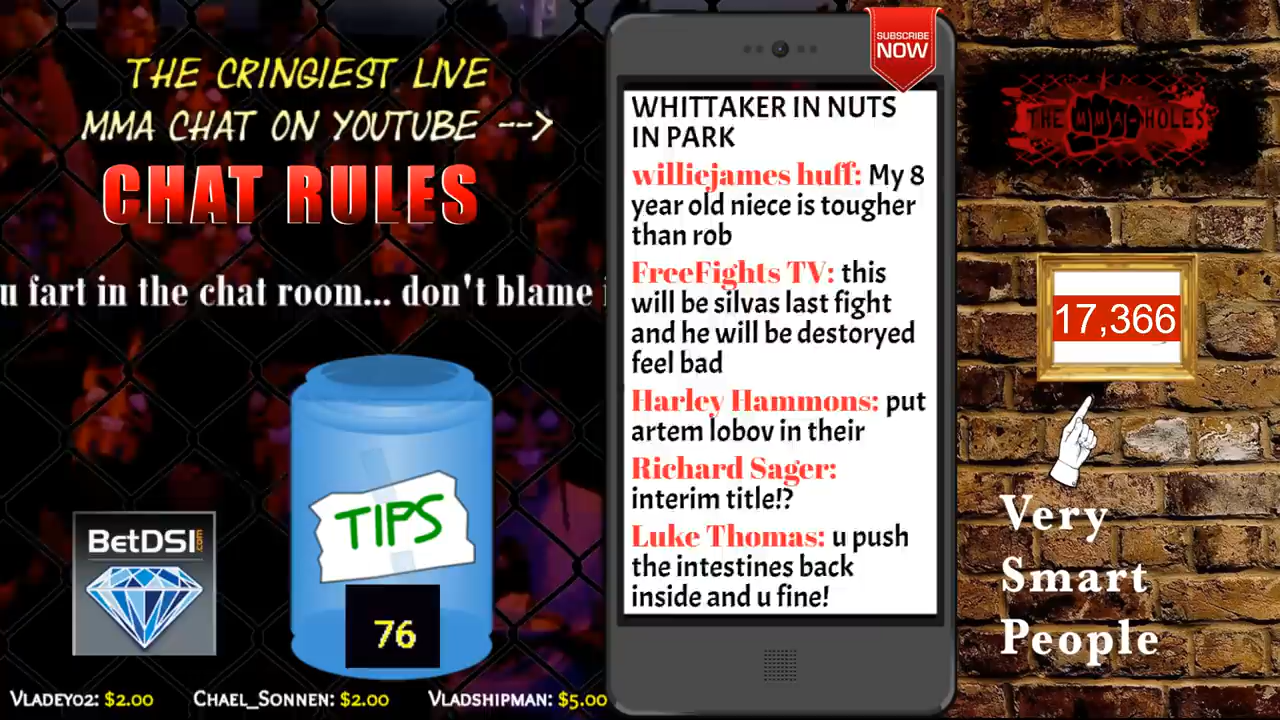 THE CRINGIEST LIVE
MMA CHAT ON YOUTUBE -->
CHAT RULES
u fart in the chat room... don't blame
BetDSI.com
TIPS
76
Vladey02: $2.00 Chael_Sonnen: $2.00 Vladshipman: $5.00
SUBSCRIBE
NOW
WHITTAKER IN NUTS
IN PARK
williejames huff: My 8
year old niece is tougher
than rob
FreeFights TV: this
will be silvas last fight
and he will be destoryed
feel bad
Harley Hammons: put
artem lobov in their
Richard Sager:
interim title!?
Luke Thomas: u push
the intestines back
inside and u fine!
THE MMA-HOLES
17,366
Very
Smart
People